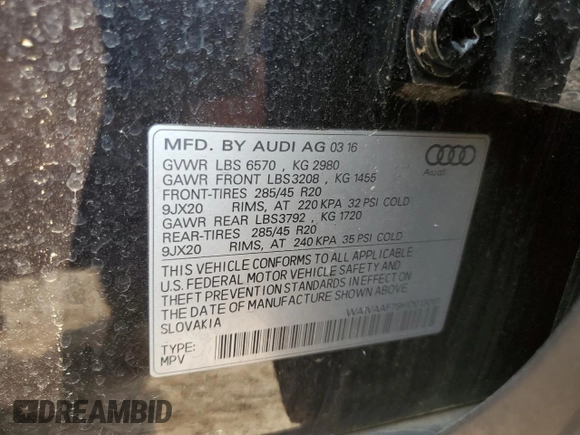 MFD. BY AUDI AG 03 16
GVWR LBS 6570 , KG 2980
GAWR FRONT LBS3208 , KG 1455
FRONT-TIRES 285/45 R20
9JX20 RIMS, AT 220 KPA 32 PSI COLD
GAWR REAR LBS3792 , KG 1720
REAR-TIRES 285/45 R20
9JX20 RIMS, AT 240 KPA 35 PSI COLD
Audi
THIS VEHICLE CONFORMS TO ALL APPLICABLE
U.S. FEDERAL MOTOR VEHICLE SAFETY AND
THEFT PREVENTION STANDARDS IN EFFECT ON
THE DATE OF MANUFACTURE SHOWN ABOVE.
SLOVAKIA
TYPE:
MPV
DREAMBID